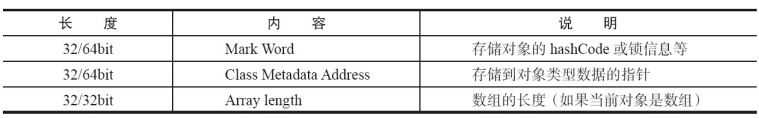 长 度 内 容 说 明
32/64bit Mark Word 存储对象的 hashCode 或锁信息等
32/64bit Class Metadata Address 存储到对象类型数据的指针
32/32bit Array length 数组的长度（如果当前对象是数组）